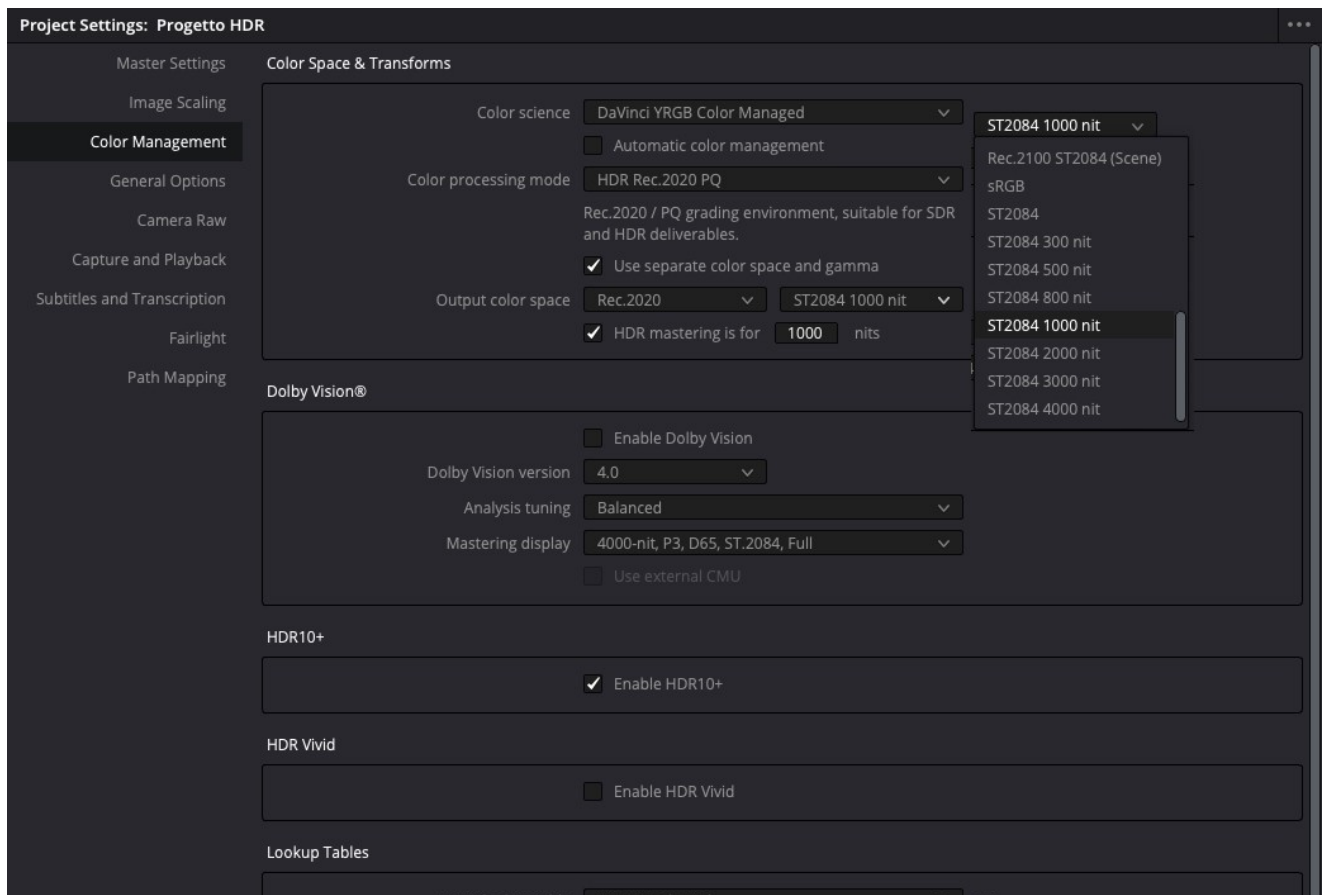 Project Settings: Progetto HDR
Master Settings
Image Scaling
Color Management
General Options
Camera Raw
Capture and Playback
Subtitles and Transcription
Fairlight
Path Mapping
Color Space & Transforms
Color science DaVinci YRGB Color Managed
Automatic color management
Color processing mode HDR Rec.2020 PQ
Rec.2020 / PQ grading environment, suitable for SDR
and HDR deliverables.
Use separate color space and gamma
Output color space Rec.2020 ST2084 1000 nit
HDR mastering is for 1000 nits
ST2084 1000 nit
Rec.2100 ST2084 (Scene)
sRGB
ST2084
ST2084 300 nit
ST2084 500 nit
ST2084 800 nit
ST2084 1000 nit
ST2084 2000 nit
ST2084 3000 nit
ST2084 4000 nit
Dolby Vision®
Enable Dolby Vision
Dolby Vision version 4.0
Analysis tuning Balanced
Mastering display 4000-nit, P3, D65, ST.2084, Full
Use external CMU
HDR10+
Enable HDR10+
HDR Vivid
Enable HDR Vivid
Lookup Tables